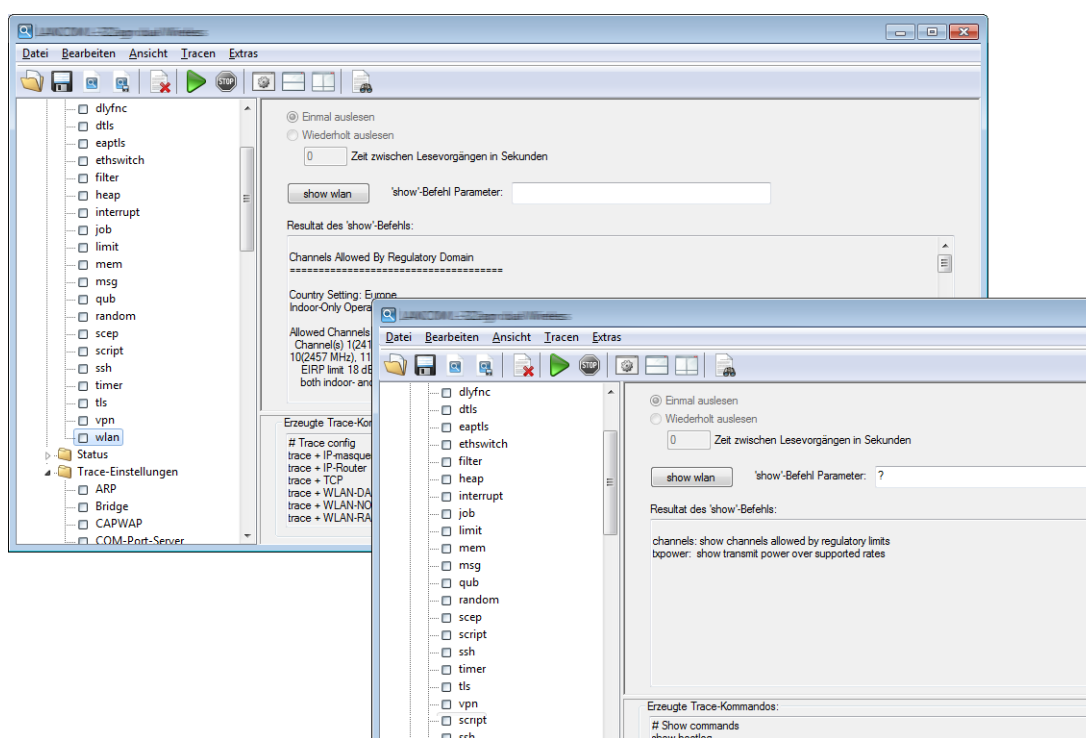 Datei Bearbeiten Ansicht Tracen Extras
STOP
dlyfnc
dtls
eaptls
ethswitch
filter
heap
interrupt
job
limit
mem
msg
qub
random
scep
script
ssh
timer
tls
vpn
wlan
Status
Trace-Einstellungen
ARP
Bridge
CAPWAP
COM-Port-Server
Einmal auslesen
Wiederholt auslesen
0 Zeit zwischen Lesevorgängen in Sekunden
show wlan 'show'-Befehl Parameter:
Resultat des 'show'-Befehls:
Channels Allowed By Regulatory Domain
=====================================
Country Setting: Europe
Indoor-Only Opera
Allowed Channels
Channel(s) 1(241
10(2457 MHz), 11
EIRP limit 18 dB
both indoor- and
Erzeugte Trace-Kor
# Trace config
trace + IP-masque
trace + IP-Router
trace + TCP
trace + WLAN-DA
trace + WLAN-NO
trace + WLAN-RA
Datei Bearbeiten Ansicht Tracen Extras
STOP
dlyfnc
dtls
eaptls
ethswitch
filter
heap
interrupt
job
limit
mem
msg
qub
random
scep
script
ssh
timer
tls
vpn
script
ssh
Einmal auslesen
Wiederholt auslesen
0 Zeit zwischen Lesevorgängen in Sekunden
show wlan 'show'-Befehl Parameter: ?
Resultat des 'show'-Befehls:
channels: show channels allowed by regulatory limits
txpower: show transmit power over supported rates
Erzeugte Trace-Kommandos:
# Show commands
show bootlog